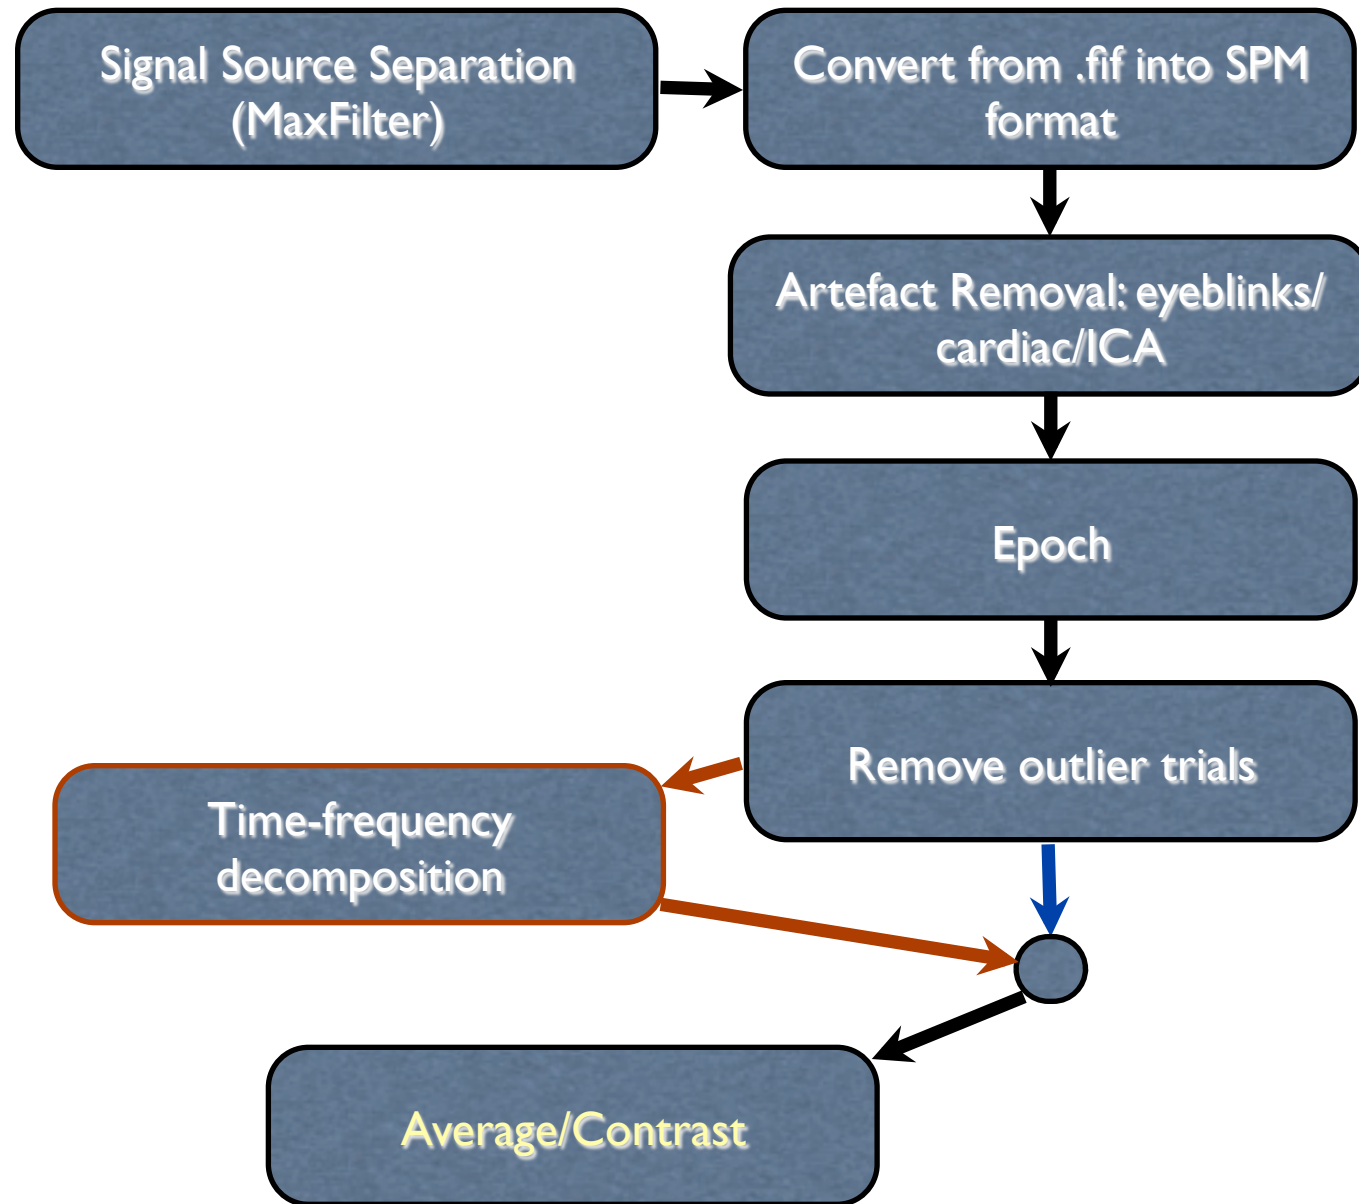 Signal Source Separation
(MaxFilter)
Convert from .fif into SPM
format
Artefact Removal: eyeblinks/
cardiac/ICA
Epoch
Remove outlier trials
Time-frequency
decomposition
Average/Contrast